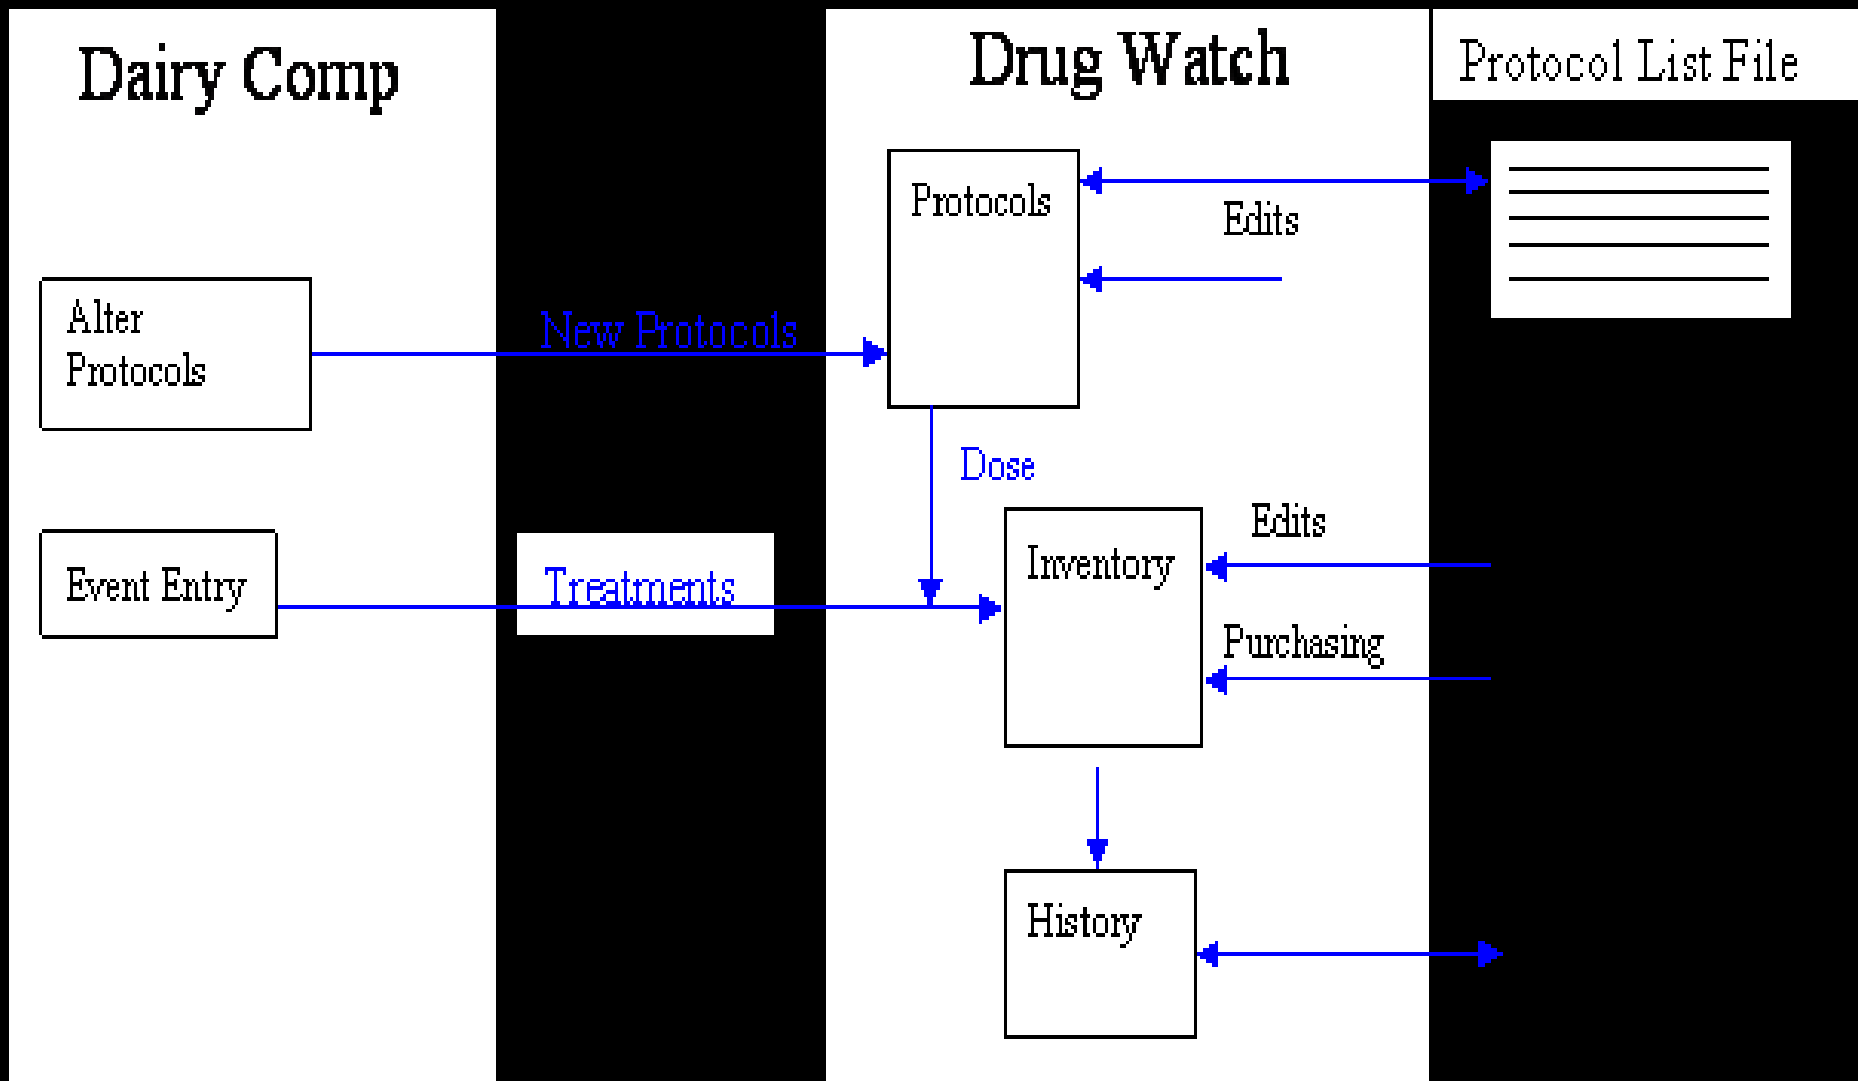 Dairy Comp
Drug Watch
Protocol List File
Protocols
Edits
Alter
Protocols
New Protocols
Dose
Edits
Inventory
Event Entry
Treatments
Purchasing
History